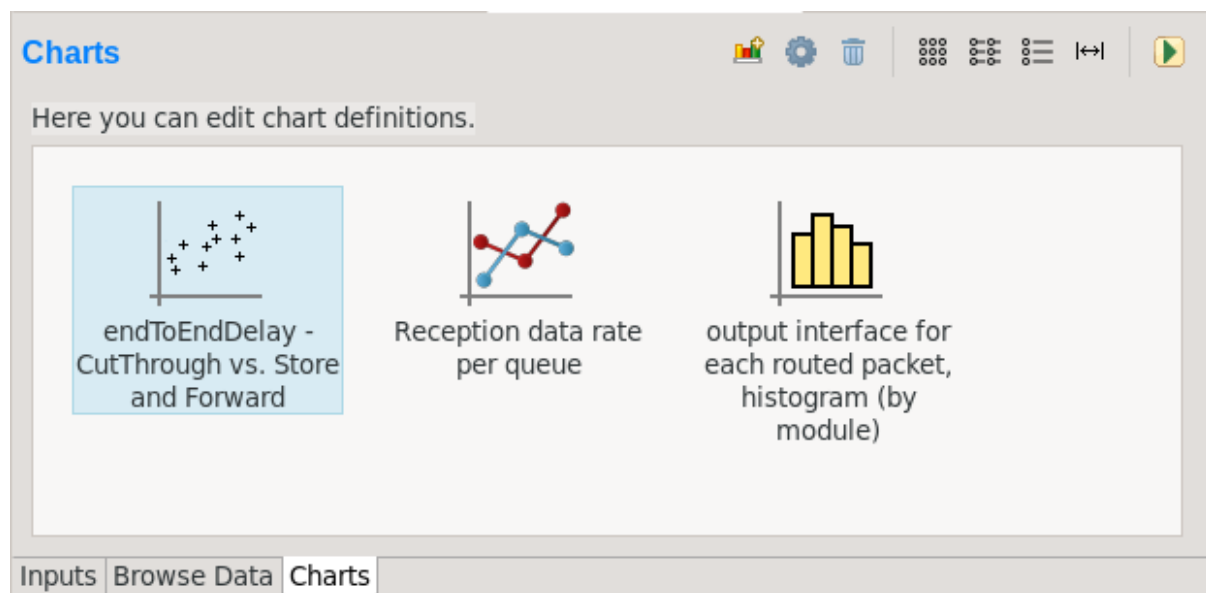 Charts
Here you can edit chart definitions.
endToEndDelay -
CutThrough vs. Store
and Forward
Reception data rate
per queue
output interface for
each routed packet,
histogram (by
module)
Inputs Browse Data Charts